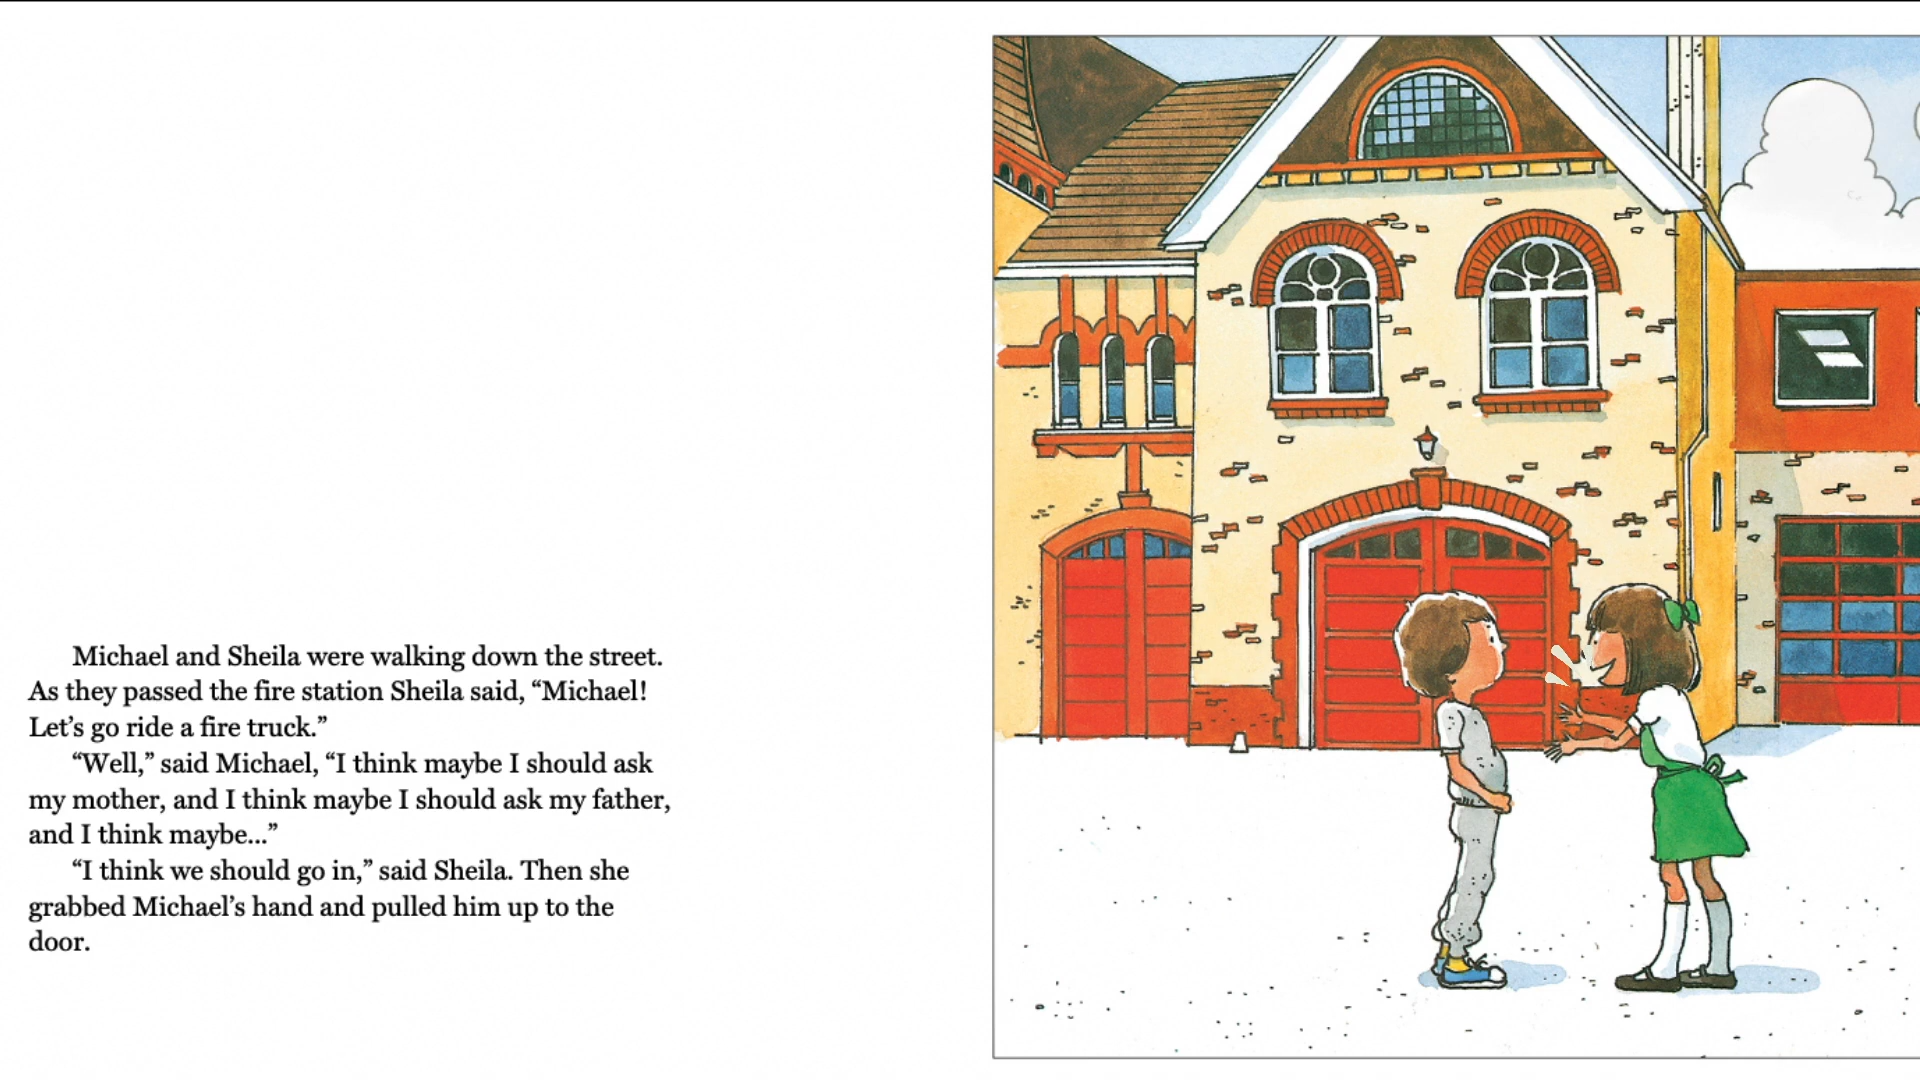 Michael and Sheila were walking down the street.
As they passed the fire station Sheila said, “Michael!
Let’s go ride a fire truck.”
“Well,” said Michael, “I think maybe I should ask
my mother, and I think maybe I should ask my father,
and I think maybe...”
“I think we should go in,” said Sheila. Then she
grabbed Michael’s hand and pulled him up to the
door.